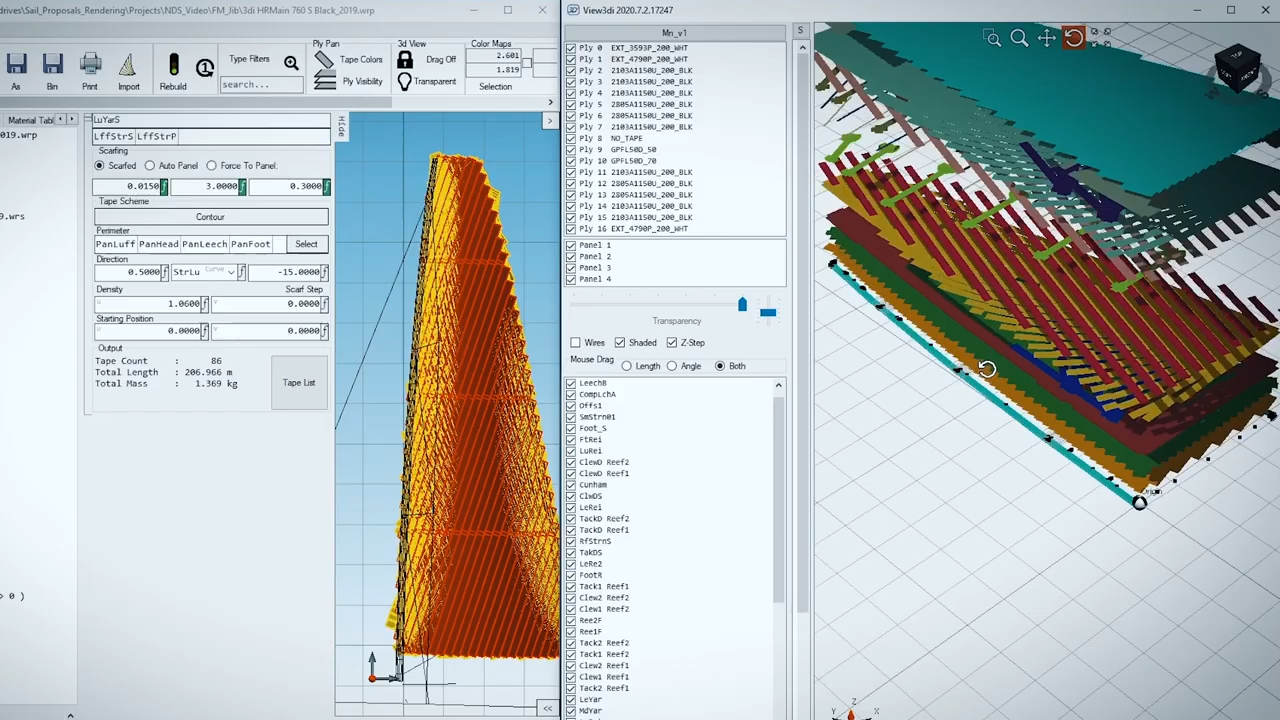 drives/Sail_Proposals_Rendering/Projects/NDS_Video/FM_Jib/3di HRMain 760 S Black_2019.wrp
As
Bin
Print
Import
Rebuild
Type Filters
search...
Ply Pan
Tape Colors
Ply Visibility
3d View
Drag Off
Transparent
Color Maps
2.601
1.819
Selection
Material Tabl
019.wrp
9.wrs
> 0 )
LuYarS
LffStrS LffStrP
Scarfing
Scarfed Auto Panel Force To Panel:
0.0150 3.0000 0.3000
Tape Scheme
Contour
Perimeter
PanLuff PanHead PanLeech PanFoot Select
Direction
0.5000 StrLu Curve -15.0000
Density Scarf Step
1.0600 0.0000
Starting Position
0.0000 0.0000
Output
Tape Count : 86
Total Length : 206.966 m
Total Mass : 1.369 kg
Tape List
Hide
>
<<
View3di 2020.7.2.17247
Mn_v1
S
Ply 0 EXT_3593P_200_WHT
Ply 1 EXT_4790P_200_WHT
Ply 2 2103A1150U_200_BLK
Ply 3 2103A1150U_200_BLK
Ply 4 2103A1150U_200_BLK
Ply 5 2805A1150U_200_BLK
Ply 6 2805A1150U_200_BLK
Ply 7 2103A1150U_200_BLK
Ply 8 NO_TAPE
Ply 9 GPFL50D_50
Ply 10 GPFL50D_70
Ply 11 2103A1150U_200_BLK
Ply 12 2805A1150U_200_BLK
Ply 13 2805A1150U_200_BLK
Ply 14 2103A1150U_200_BLK
Ply 15 2103A1150U_200_BLK
Ply 16 EXT_4790P_200_WHT
Panel 1
Panel 2
Panel 3
Panel 4
Transparency
Wires Shaded Z-Step
Mouse Drag
Length Angle Both
LeechB
CompLchA
Offs1
SmStrn01
Foot_S
FtRei
LuRei
ClewD Reef2
ClewD Reef1
Cunham
ClwDS
LeRei
TackD Reef2
TackD Reef1
RfStrnS
TakDS
LeRe2
FootR
Tack1 Reef1
Clew2 Reef2
Clew1 Reef2
Ree2F
Ree1F
Tack2 Reef2
Tack1 Reef2
Clew2 Reef1
Clew1 Reef1
Tack2 Reef1
LeYar
MdYar
TOP
Origin
Z
Y X